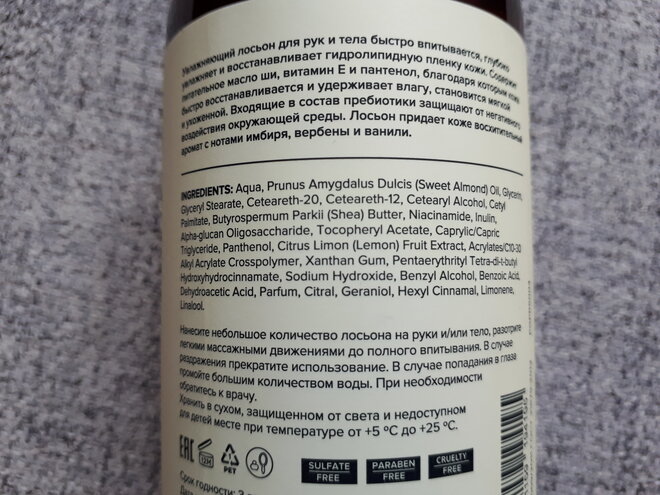 Увлажняющий лосьон для рук и тела быстро впитывается, глубоко
увлажняет и восстанавливает гидролипидную пленку кожи. Содержит
питательное масло ши, витамин Е и пантенол, благодаря которым кожа
быстро восстанавливается и удерживает влагу, становится мягкой
и ухоженной. Входящие в состав пребиотики защищают от негативного
воздействия окружающей среды. Лосьон придает коже восхитительный
аромат с нотами имбиря, вербены и ванили.
INGREDIENTS: Aqua, Prunus Amygdalus Dulcis (Sweet Almond) Oil, Glycerin,
Glyceryl Stearate, Ceteareth-20, Ceteareth-12, Cetearyl Alcohol, Cetyl
Palmitate, Butyrospermum Parkii (Shea) Butter, Niacinamide, Inulin,
Alpha-glucan Oligosaccharide, Tocopheryl Acetate, Caprylic/Capric
Triglyceride, Panthenol, Citrus Limon (Lemon) Fruit Extract, Acrylates/C10-30
Alkyl Acrylate Crosspolymer, Xanthan Gum, Pentaerythrityl Tetra-di-t-butyl
Hydroxyhydrocinnamate, Sodium Hydroxide, Benzyl Alcohol, Benzoic Acid,
Dehydroacetic Acid, Parfum, Citral, Geraniol, Hexyl Cinnamal, Limonene,
Linalool.
Нанесите небольшое количество лосьона на руки и/или тело, разотрите
легкими массажными движениями до полного впитывания. В случае
раздражения прекратите использование. В случае попадания в глаза
промойте большим количеством воды. При необходимости
обратитесь к врачу.
Хранить в сухом, защищенном от света и недоступном
для детей месте при температуре от +5 °C до +25 °C.
EAC 12M PET
SULFATE FREE PARABEN FREE CRUELTY FREE
Срок годности: 3